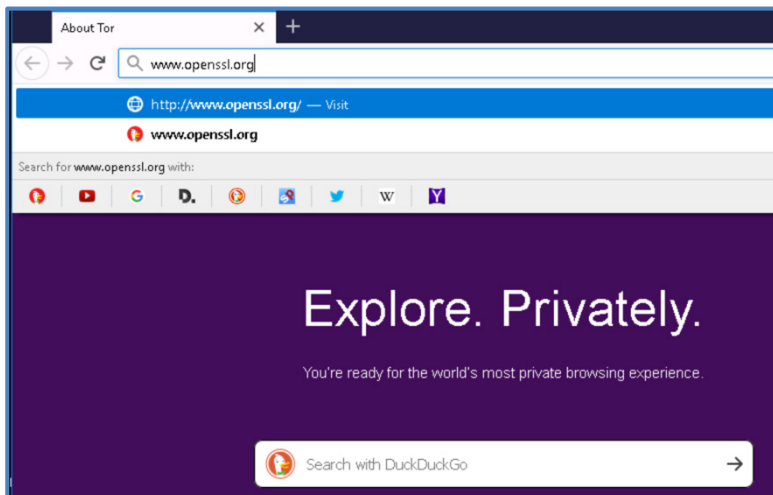 About Tor
www.openssl.org
http://www.openssl.org/ — Visit
www.openssl.org
Search for www.openssl.org with:
G D. W Y
Explore. Privately.
You're ready for the world's most private browsing experience.
Search with DuckDuckGo